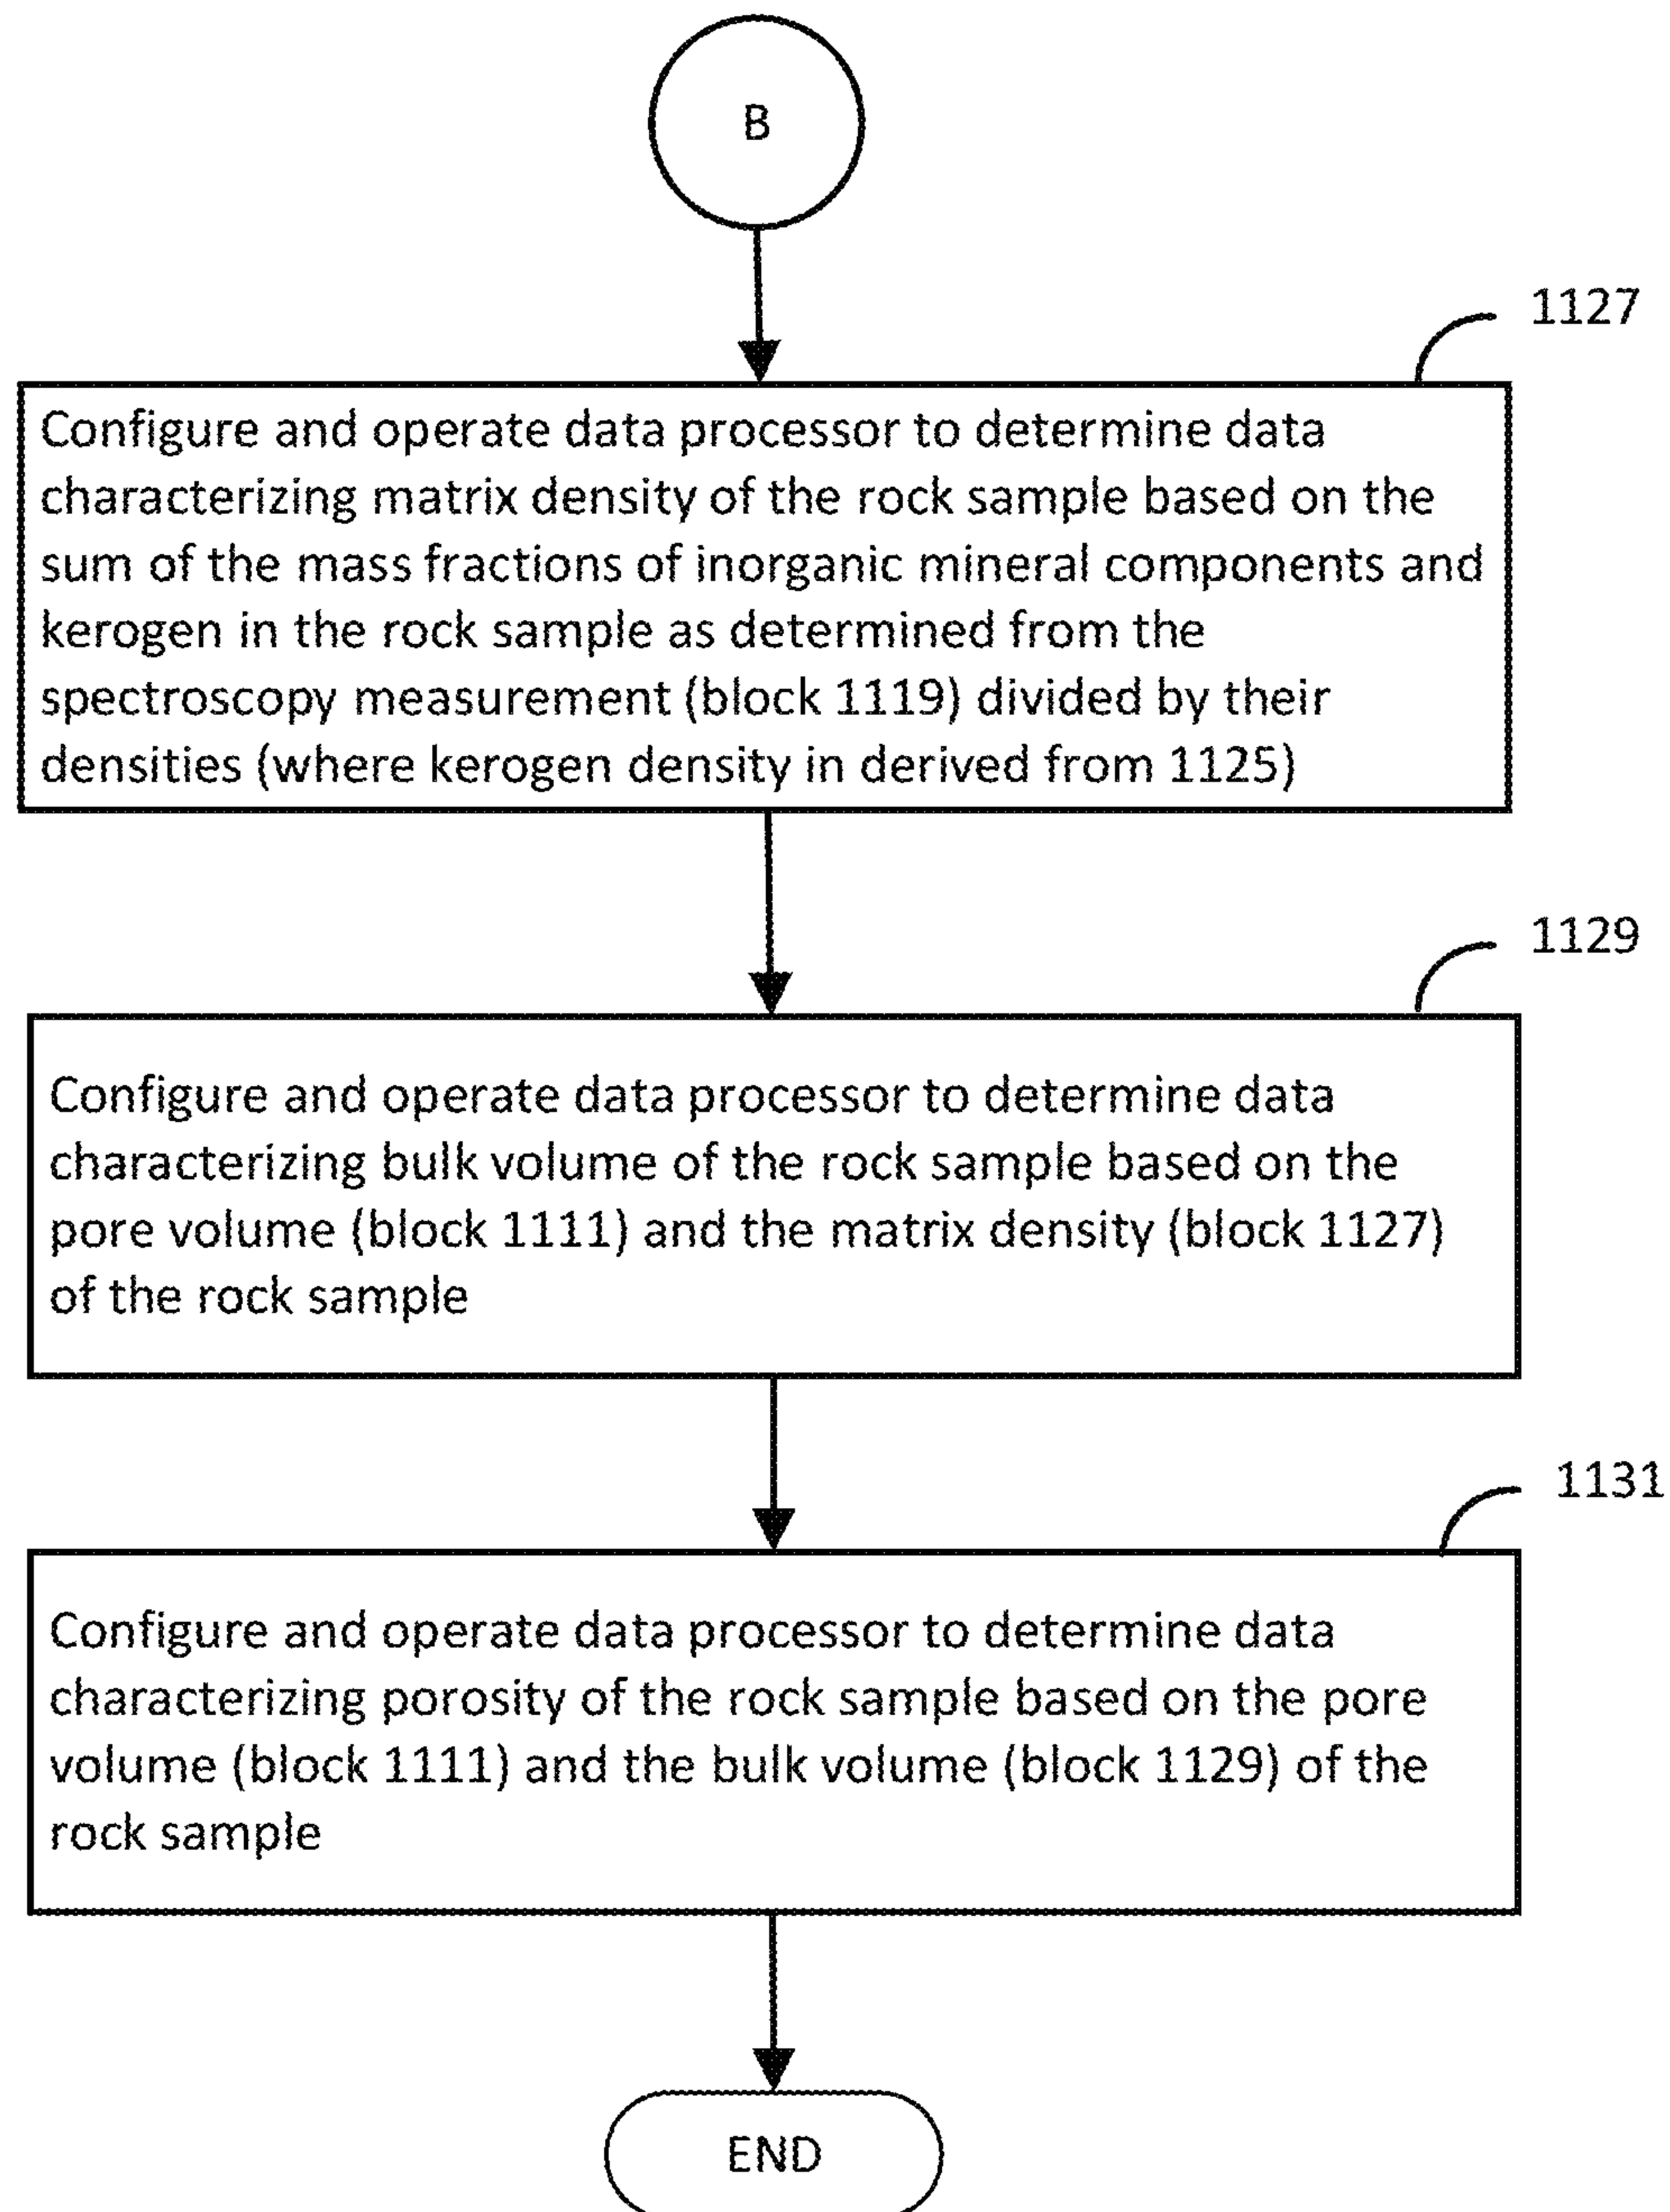 B
1127
Configure and operate data processor to determine data
characterizing matrix density of the rock sample based on the
sum of the mass fractions of inorganic mineral components and
kerogen in the rock sample as determined from the
spectroscopy measurement (block 1119) divided by their
densities (where kerogen density in derived from 1125)
1129
Configure and operate data processor to determine data
characterizing bulk volume of the rock sample based on the
pore volume (block 1111) and the matrix density (block 1127)
of the rock sample
1131
Configure and operate data processor to determine data
characterizing porosity of the rock sample based on the pore
volume (block 1111) and the bulk volume (block 1129) of the
rock sample
END